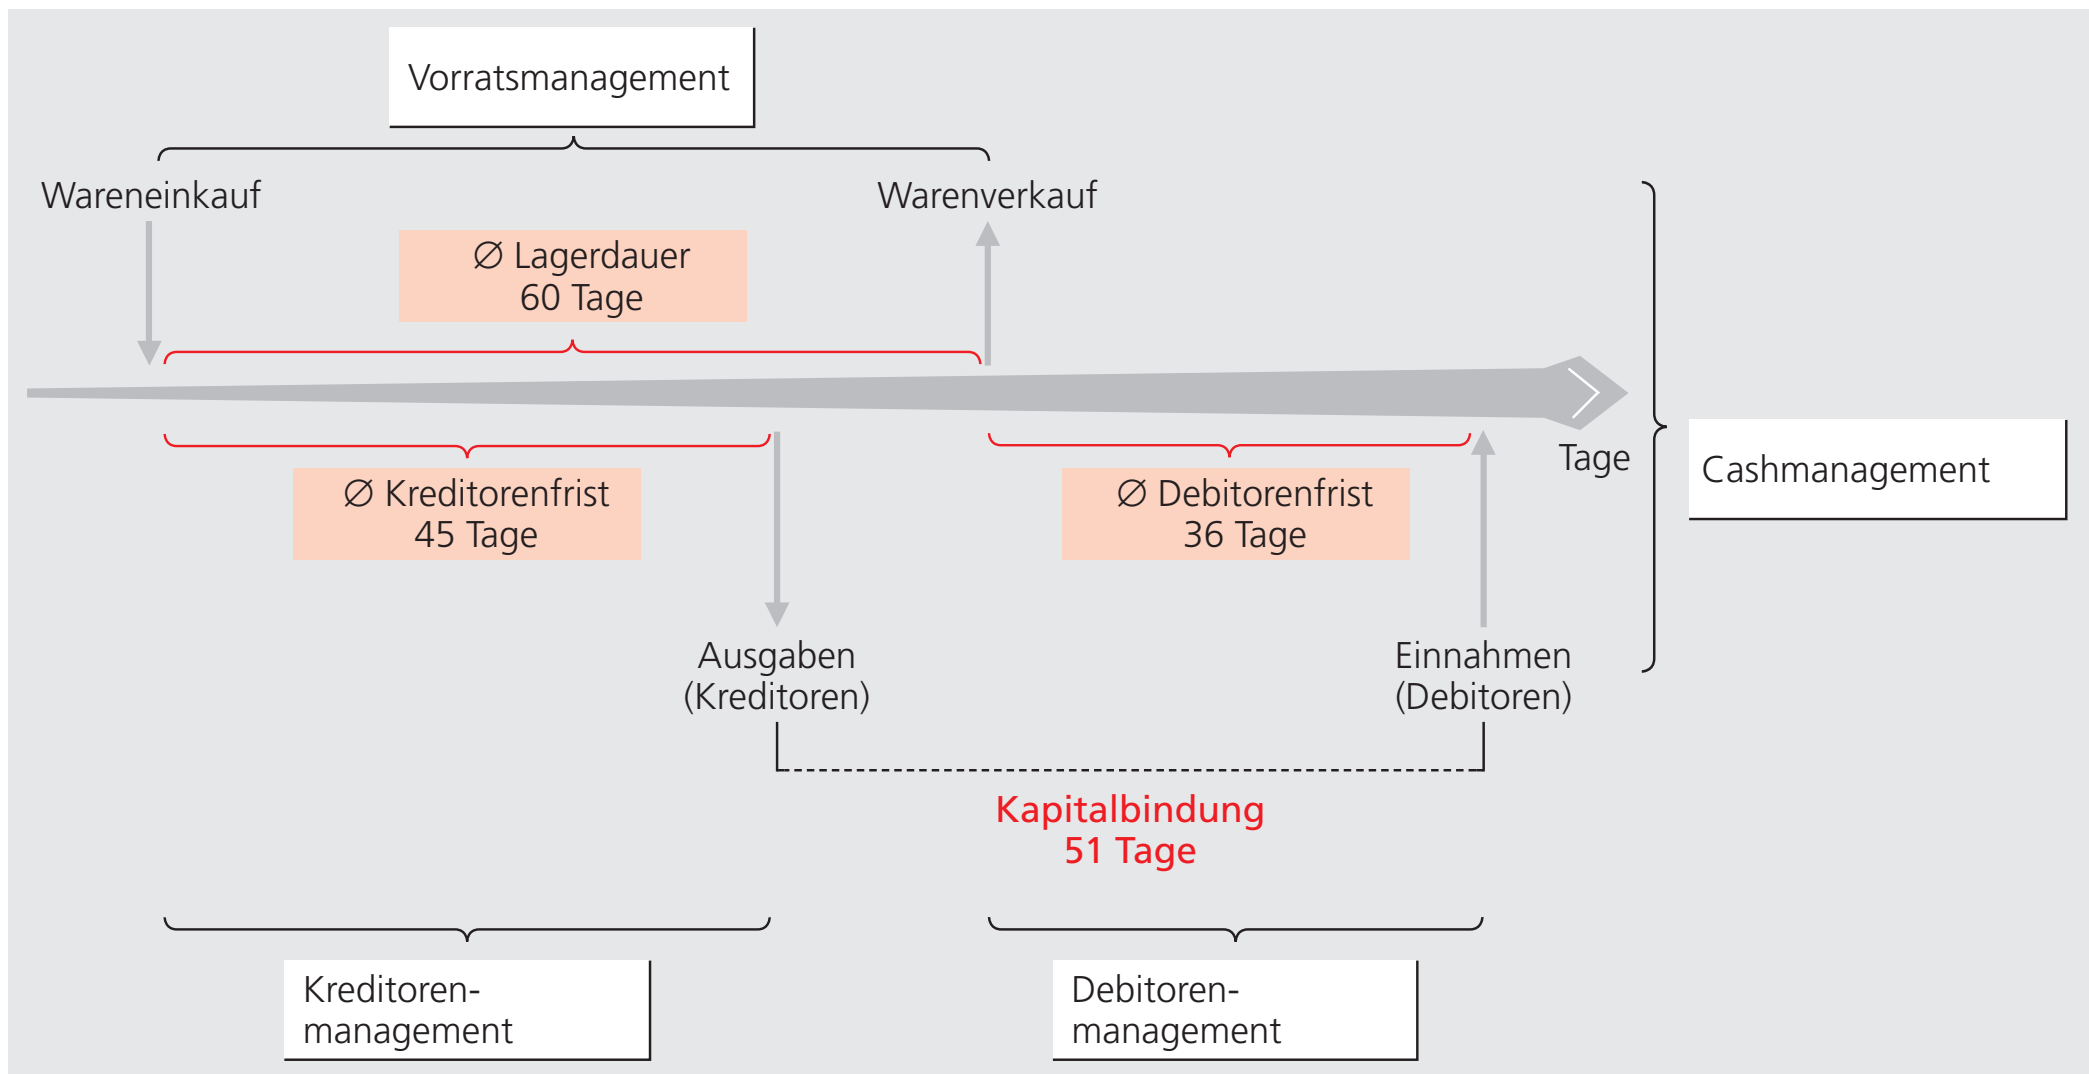 Vorratsmanagement
Wareneinkauf
Warenverkauf
Ø Lagerdauer
60 Tage
Tage
Cashmanagement
Ø Kreditorenfrist
45 Tage
Ø Debitorenfrist
36 Tage
Ausgaben
(Kreditoren)
Einnahmen
(Debitoren)
Kapitalbindung
51 Tage
Kreditoren-
management
Debitoren-
management